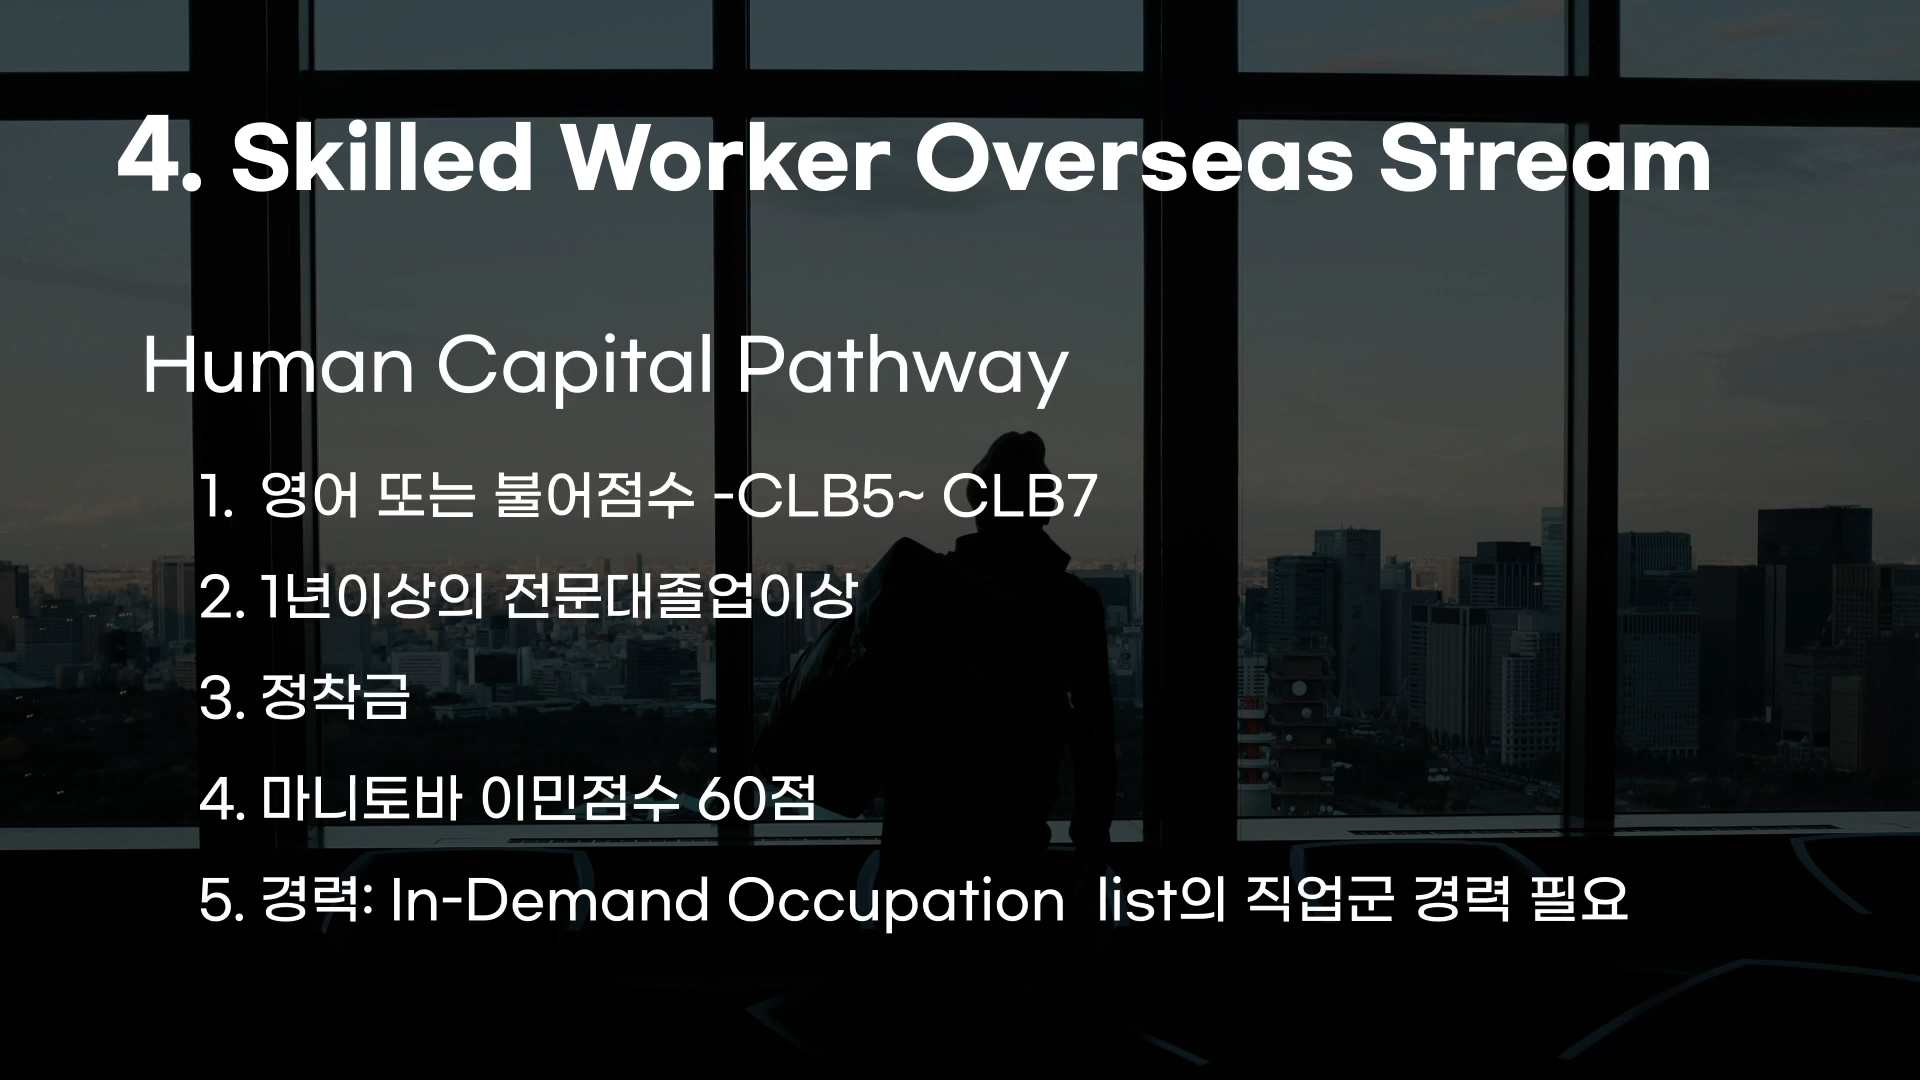 4. Skilled Worker Overseas Stream
Human Capital Pathway
1. 영어 또는 불어점수 -CLB5~ CLB7
2. 1년이상의 전문대졸업이상
3. 정착금
4. 마니토바 이민점수 60점
5. 경력: In-Demand Occupation list의 직업군 경력 필요